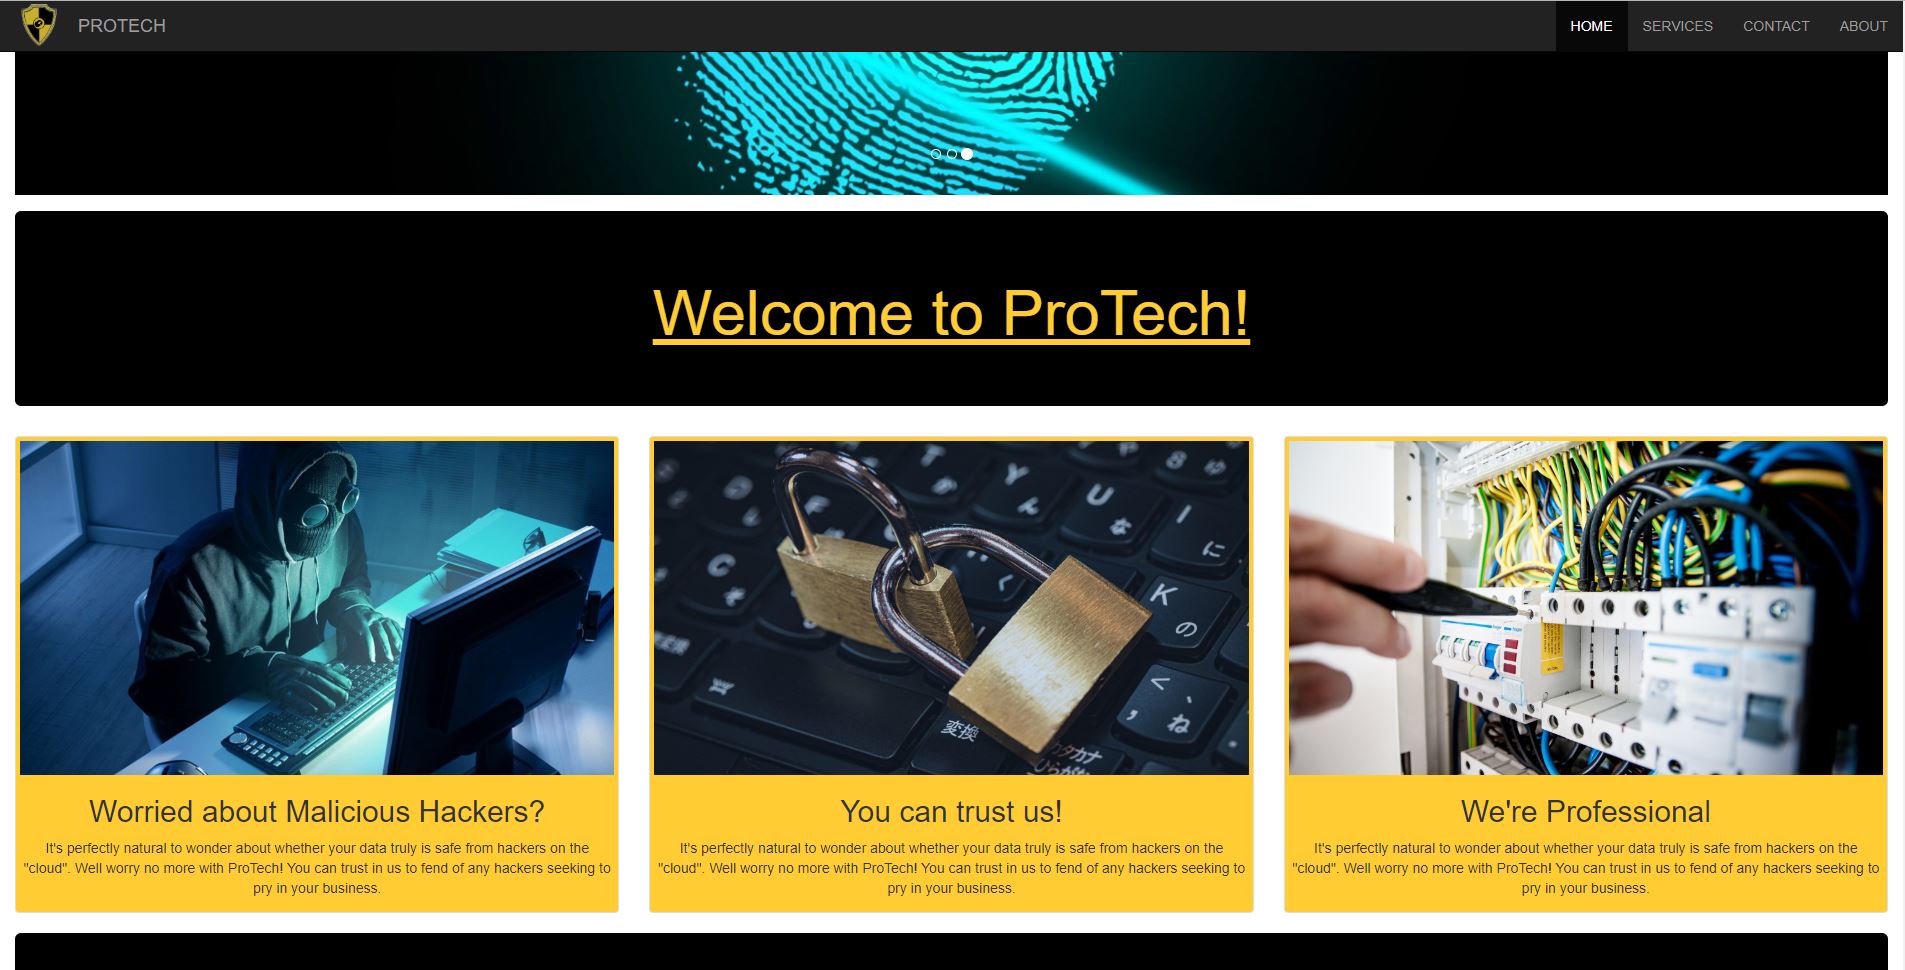 PROTECH
HOME SERVICES CONTACT ABOUT
Welcome to ProTech!
T
Y
U
I
C
K
の
変換
カタカナ
Worried about Malicious Hackers?
It's perfectly natural to wonder about whether your data truly is safe from hackers on the
"cloud". Well worry no more with ProTech! You can trust in us to fend of any hackers seeking to
pry in your business.
You can trust us!
It's perfectly natural to wonder about whether your data truly is safe from hackers on the
"cloud". Well worry no more with ProTech! You can trust in us to fend of any hackers seeking to
pry in your business.
We're Professional
It's perfectly natural to wonder about whether your data truly is safe from hackers on the
"cloud". Well worry no more with ProTech! You can trust in us to fend of any hackers seeking to
pry in your business.